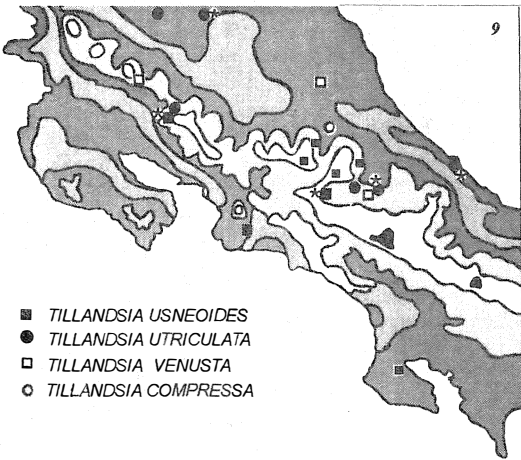 9
TILLANDSIA USNEOIDES
TILLANDSIA UTRICULATA
TILLANDSIA VENUSTA
TILLANDSIA COMPRESSA